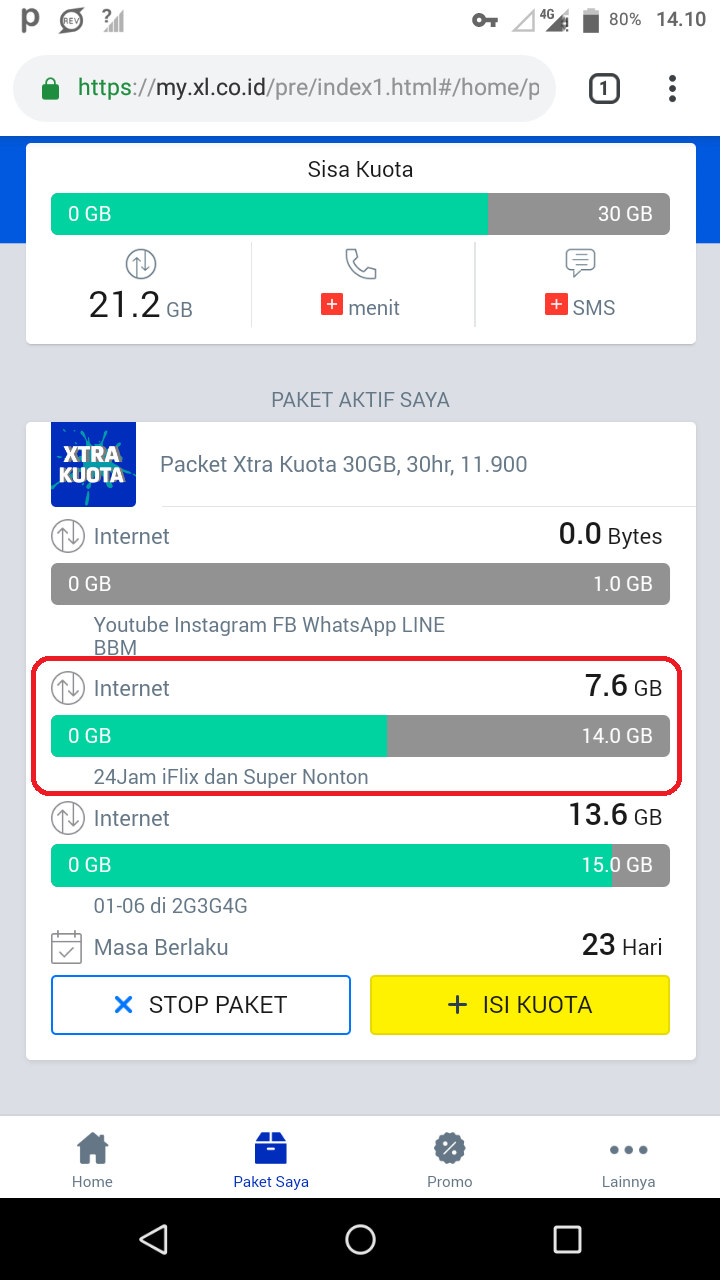 REV
?
4G
80%
14.10
https://my.xl.co.id/pre/index1.html#/home/p
1
Sisa Kuota
0 GB
30 GB
21.2 GB
+ menit
+ SMS
PAKET AKTIF SAYA
XTRA
KUOTA
Packet Xtra Kuota 30GB, 30hr, 11.900
Internet
0.0 Bytes
0 GB
1.0 GB
Youtube Instagram FB WhatsApp LINE
BBM
Internet
7.6 GB
0 GB
14.0 GB
24Jam iFlix dan Super Nonton
Internet
13.6 GB
0 GB
15.0 GB
01-06 di 2G3G4G
Masa Berlaku
23 Hari
STOP PAKET
+ ISI KUOTA
Home
Paket Saya
Promo
Lainnya